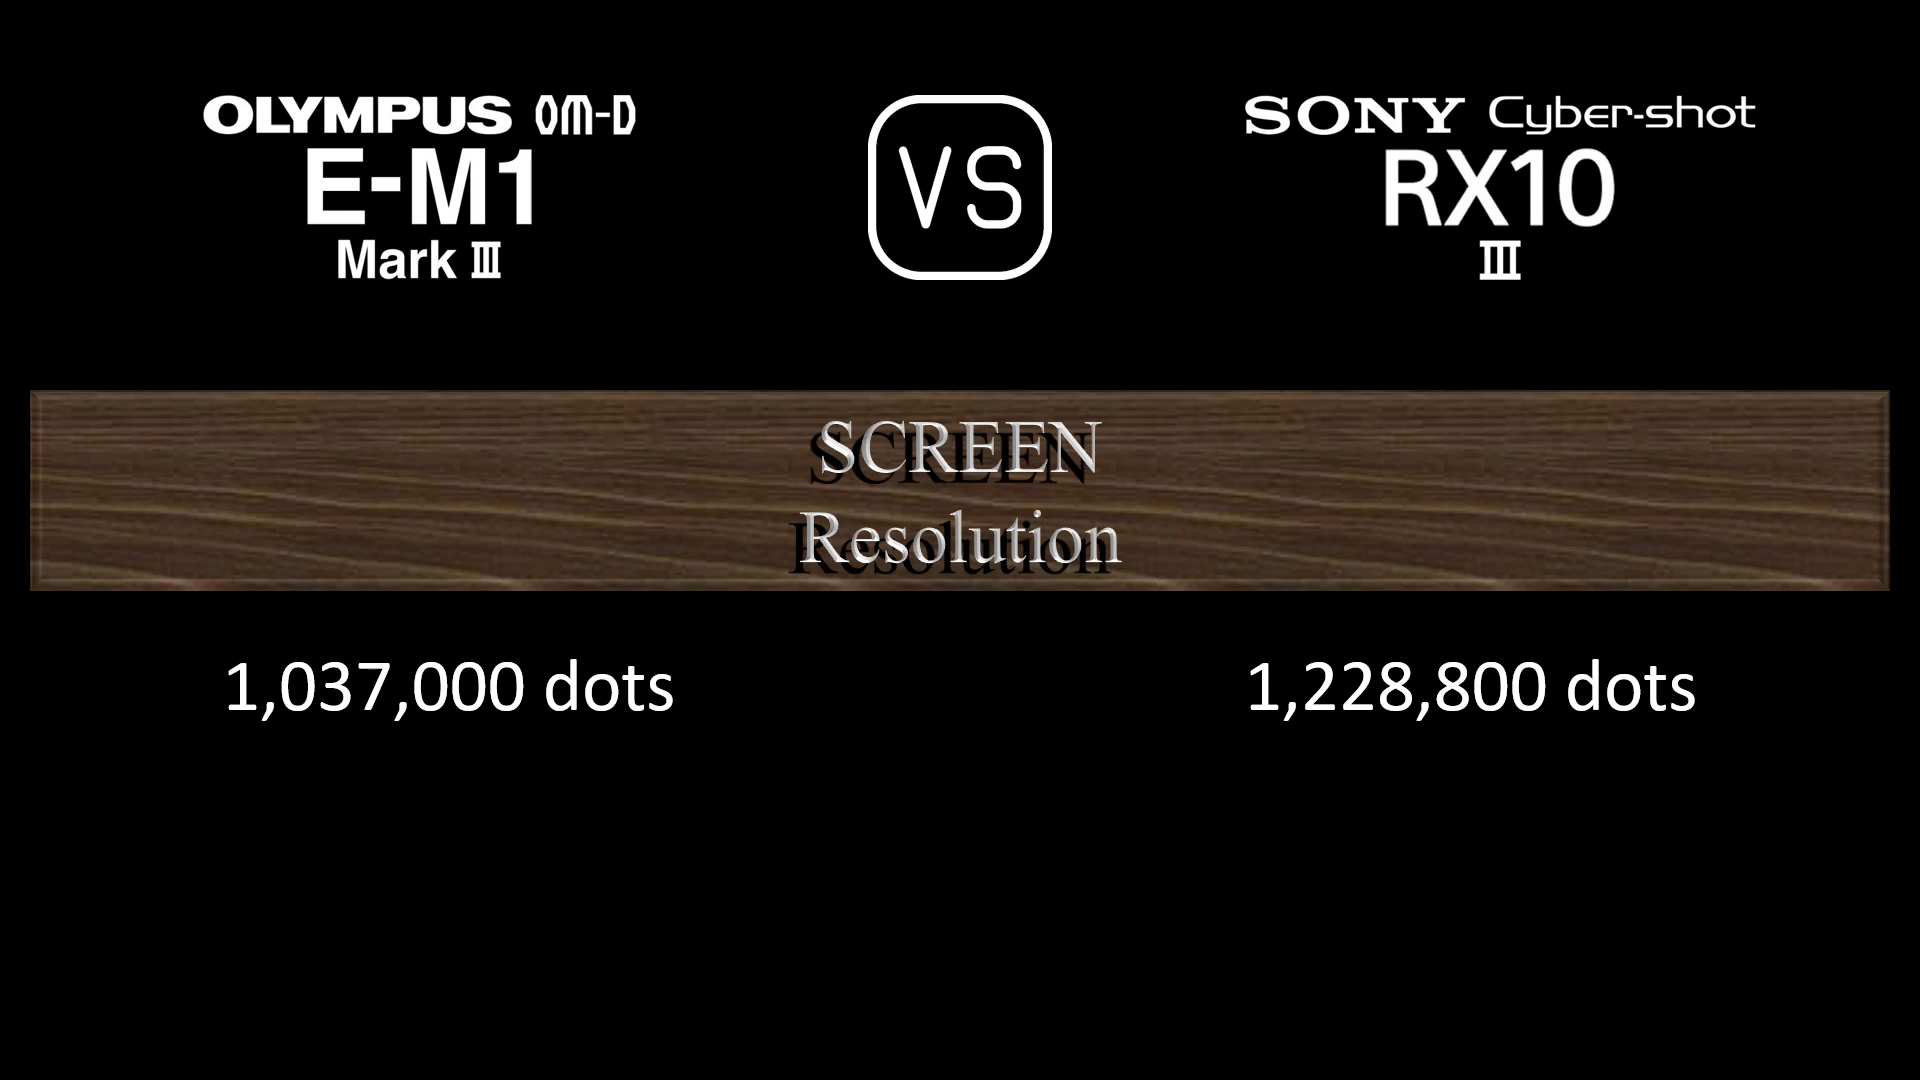 OLYMPUS OM-D
E-M1
Mark III
VS
SONY Cyber-shot
RX10
III
SCREEN
Resolution
1,037,000 dots
1,228,800 dots